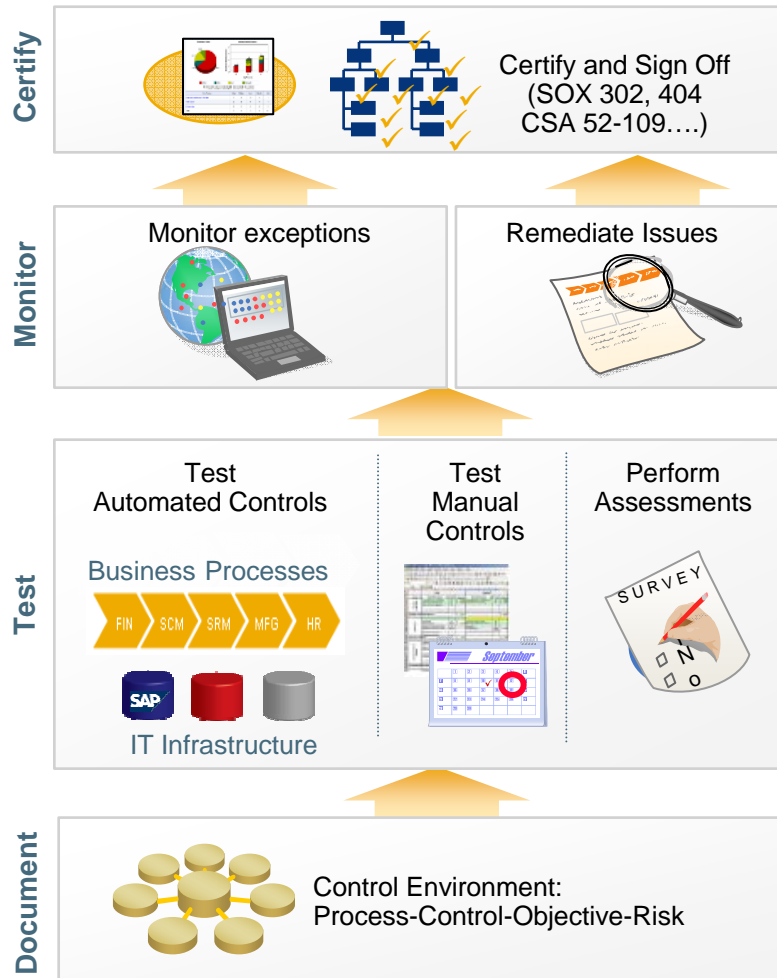 Certify
Certify and Sign Off
(SOX 302, 404
CSA 52-109....)
Monitor
Monitor exceptions
Remediate Issues
Test
Test
Automated Controls
Business Processes
FIN
SCM
SRM
MFG
HR
SAP
IT Infrastructure
Test
Manual
Controls
September
Perform
Assessments
SURVEY
NO
Document
Control Environment:
Process-Control-Objective-Risk